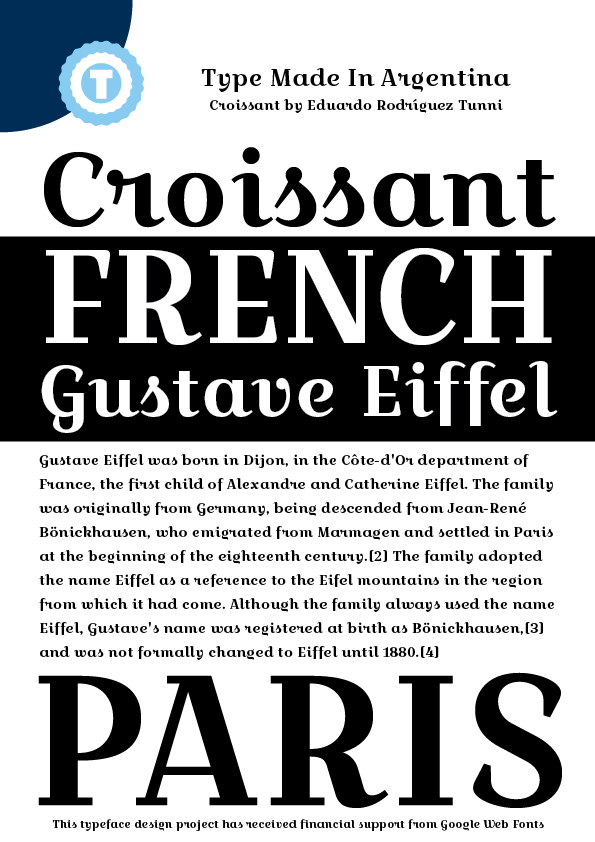 T
Type Made In Argentina
Croissant by Eduardo Rodríguez Tunni
Croissant
FRENCH
Gustave Eiffel
Gustave Eiffel was born in Dijon, in the Côte-d'Or department of
France, the first child of Alexandre and Catherine Eiffel. The family
was originally from Germany, being descended from Jean-René
Bönickhausen, who emigrated from Marmagen and settled in Paris
at the beginning of the eighteenth century.[2] The family adopted
the name Eiffel as a reference to the Eifel mountains in the region
from which it had come. Although the family always used the name
Eiffel, Gustave's name was registered at birth as Bönickhausen,[3]
and was not formally changed to Eiffel until 1880.[4]
PARIS
This typeface design project has received financial support from Google Web Fonts